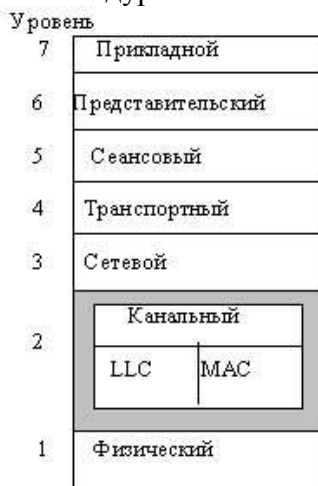 Уровень
7 Прикладной
6 Представительский
5 Сеансовый
4 Транспортный
3 Сетевой
Канальный
2
LLC MAC
1 Физический